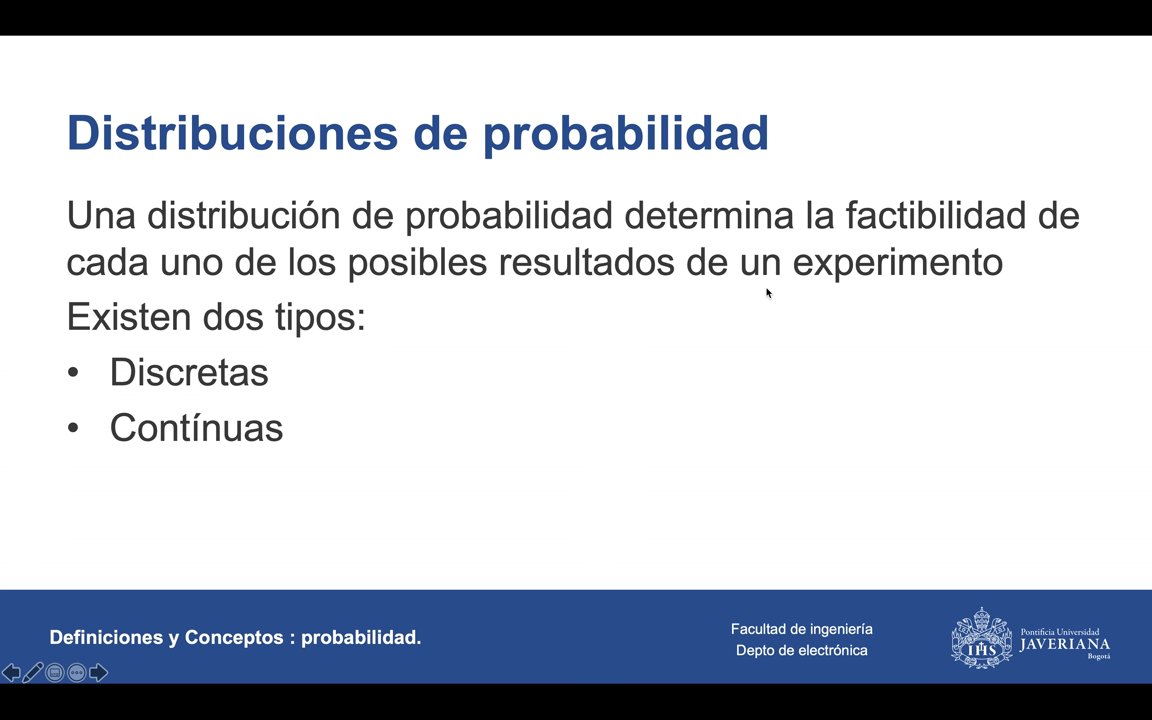 Distribuciones de probabilidad
Una distribución de probabilidad determina la factibilidad de
cada uno de los posibles resultados de un experimento
Existen dos tipos:
• Discretas
• Contínuas
Definiciones y Conceptos : probabilidad.
Facultad de ingeniería
Depto de electrónica
IHS
Pontificia Universidad
JAVERIANA
Bogotá